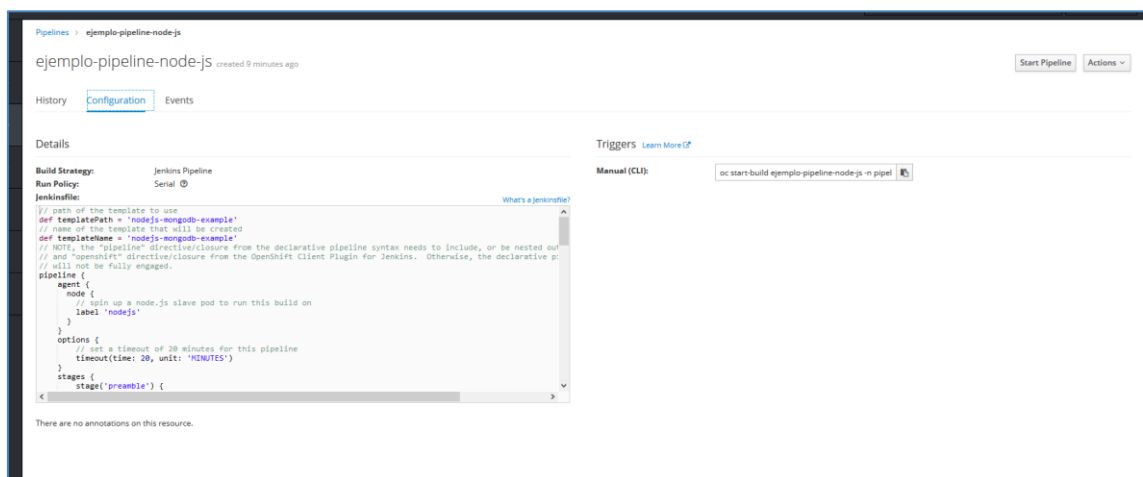 Pipelines > ejemplo-pipeline-node-js
ejemplo-pipeline-node-js created 9 minutes ago
Start Pipeline
Actions
History Configuration Events
Details
Build Strategy: Jenkins Pipeline
Run Policy: Serial
Jenkinsfile:
What's a Jenkinsfile?
// path of the template to use
def templatePath = 'nodejs-mongodb-example'
// name of the template that will be created
def templateName = 'nodejs-mongodb-example'
// NOTE, the "pipeline" directive/closure from the declarative pipeline syntax needs to include, or be nested out
// and "openshift" directive/closure from the OpenShift Client Plugin for Jenkins. Otherwise, the declarative pi
// will not be fully engaged.
pipeline {
agent {
node {
// spin up a node.js slave pod to run this build on
label 'nodejs'
}
}
options {
// set a timeout of 20 minutes for this pipeline
timeout(time: 20, unit: 'MINUTES')
}
stages {
stage('preamble') {
There are no annotations on this resource.
Triggers Learn More
Manual (CLI): oc start-build ejemplo-pipeline-node-js -n pipel